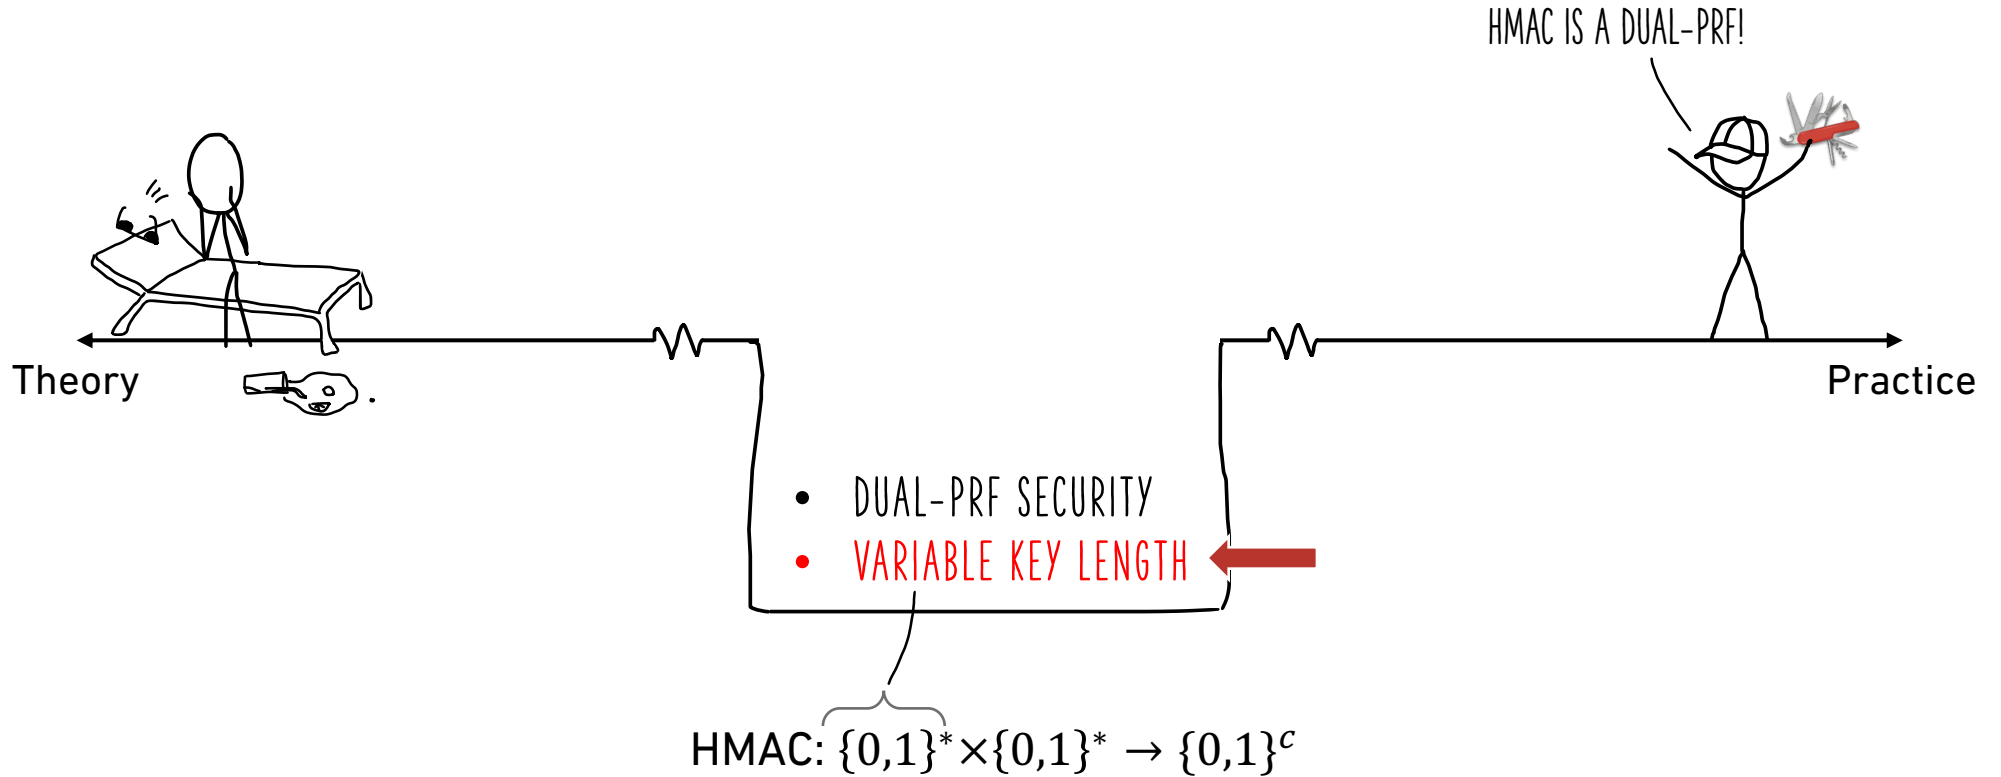 HMAC IS A DUAL-PRF!
Theory
Practice
• DUAL-PRF SECURITY
• VARIABLE KEY LENGTH
HMAC: {0,1}*×{0,1}* → {0,1}ᶜ